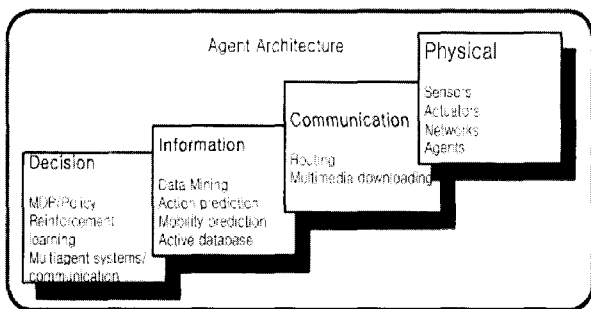 Agent Architecture
Decision
MDP/Policy
Reinforcement
learning
Multiagent systems/
communication
Information
Data Mining
Action prediction
Mobility prediction
Active database
Communication
Routing
Multimedia downloading
Physical
Sensors
Actuators
Networks
Agents